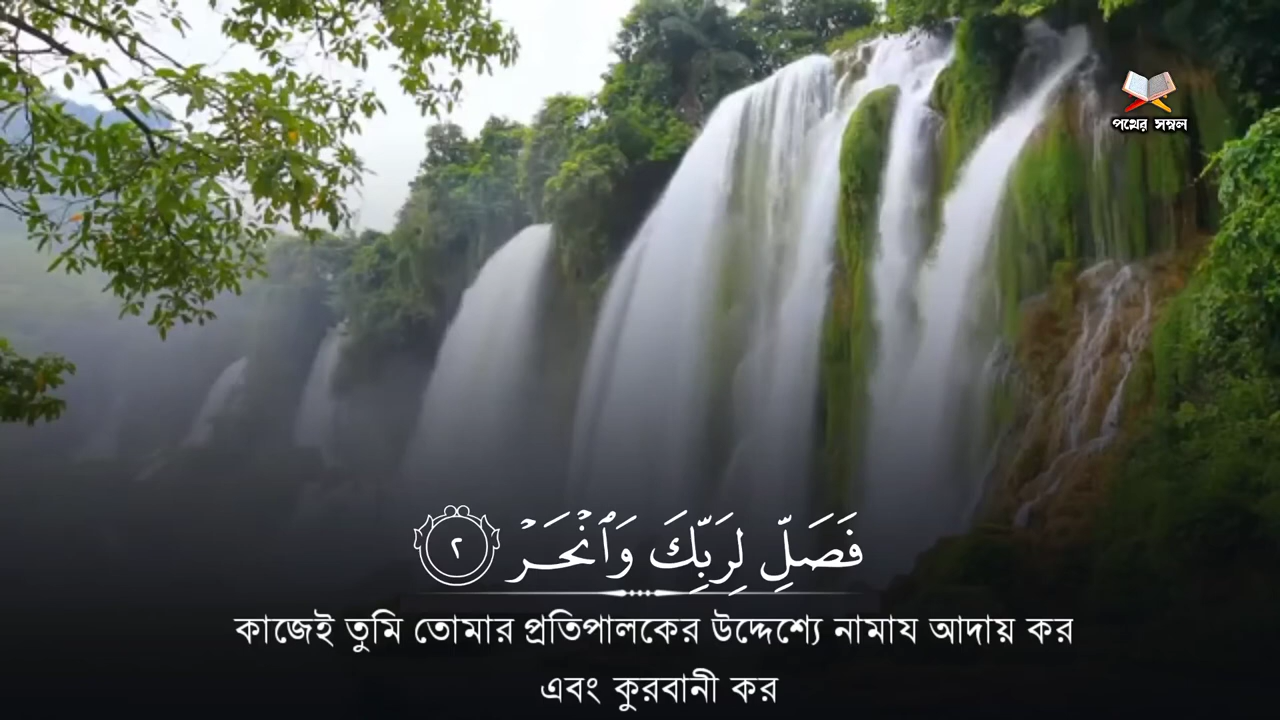 পথের সম্বল
فَصَلِّ لِرَبِّكَ وَٱنْحَرْ ٢
কাজেই তুমি তোমার প্রতিপালকের উদ্দেশ্যে নামায আদায় কর
এবং কুরবানী কর